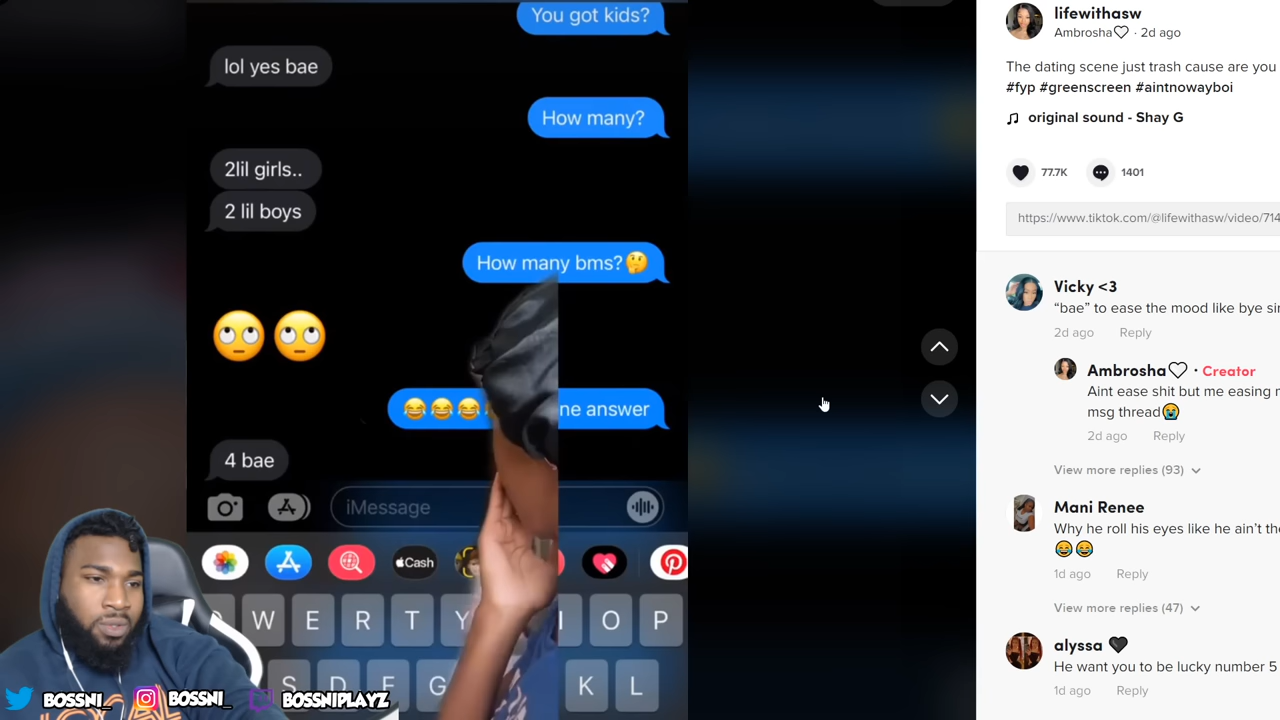 You got kids?
lol yes bae
How many?
2lil girls..
2 lil boys
How many bms?🤔
🙄🙄
😂😂😂 ne answer
4 bae
iMessage
Cash
W E R T Y I O P
S D F G K L
BOSSNI_
BOSSNI_
BOSSNIPLAYZ
lifewithasw
Ambrosha♡ · 2d ago
The dating scene just trash cause are you
#fyp #greenscreen #aintnowayboi
♫ original sound - Shay G
77.7K
1401
https://www.tiktok.com/@lifewithasw/video/714
Vicky <3
“bae” to ease the mood like bye sir
2d ago Reply
Ambrosha♡ · Creator
Aint ease shit but me easing
msg thread😭
2d ago Reply
View more replies (93)
Mani Renee
Why he roll his eyes like he ain’t
😂😂
1d ago Reply
View more replies (47)
alyssa 🖤
He want you to be lucky number 5
1d ago Reply